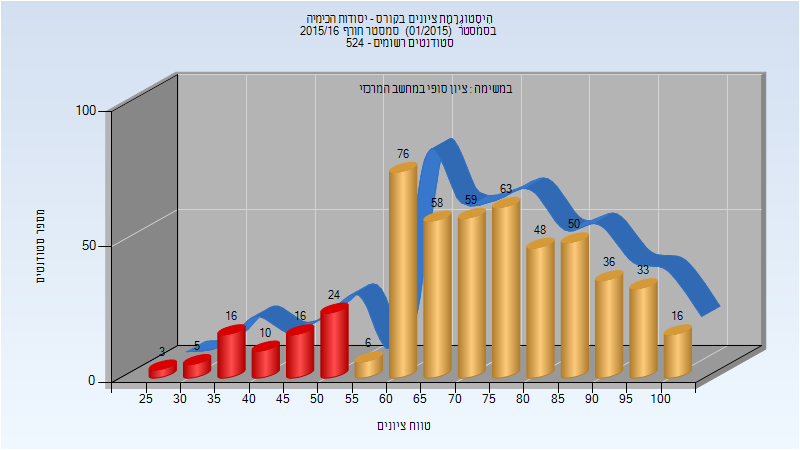 היסטוגרמת ציונים בקורס - יסודות הכימיה
בסמסטר (01/2015) סמסטר חורף 2015/16
סטודנטים רשומים - 524
במשימה : ציון סופי במחשב המרכזי
100
50
0
מספר סטודנטים
3
5
16
10
16
24
6
76
58
59
63
48
50
36
33
16
25 30 35 40 45 50 55 60 65 70 75 80 85 90 95 100
טווח ציונים